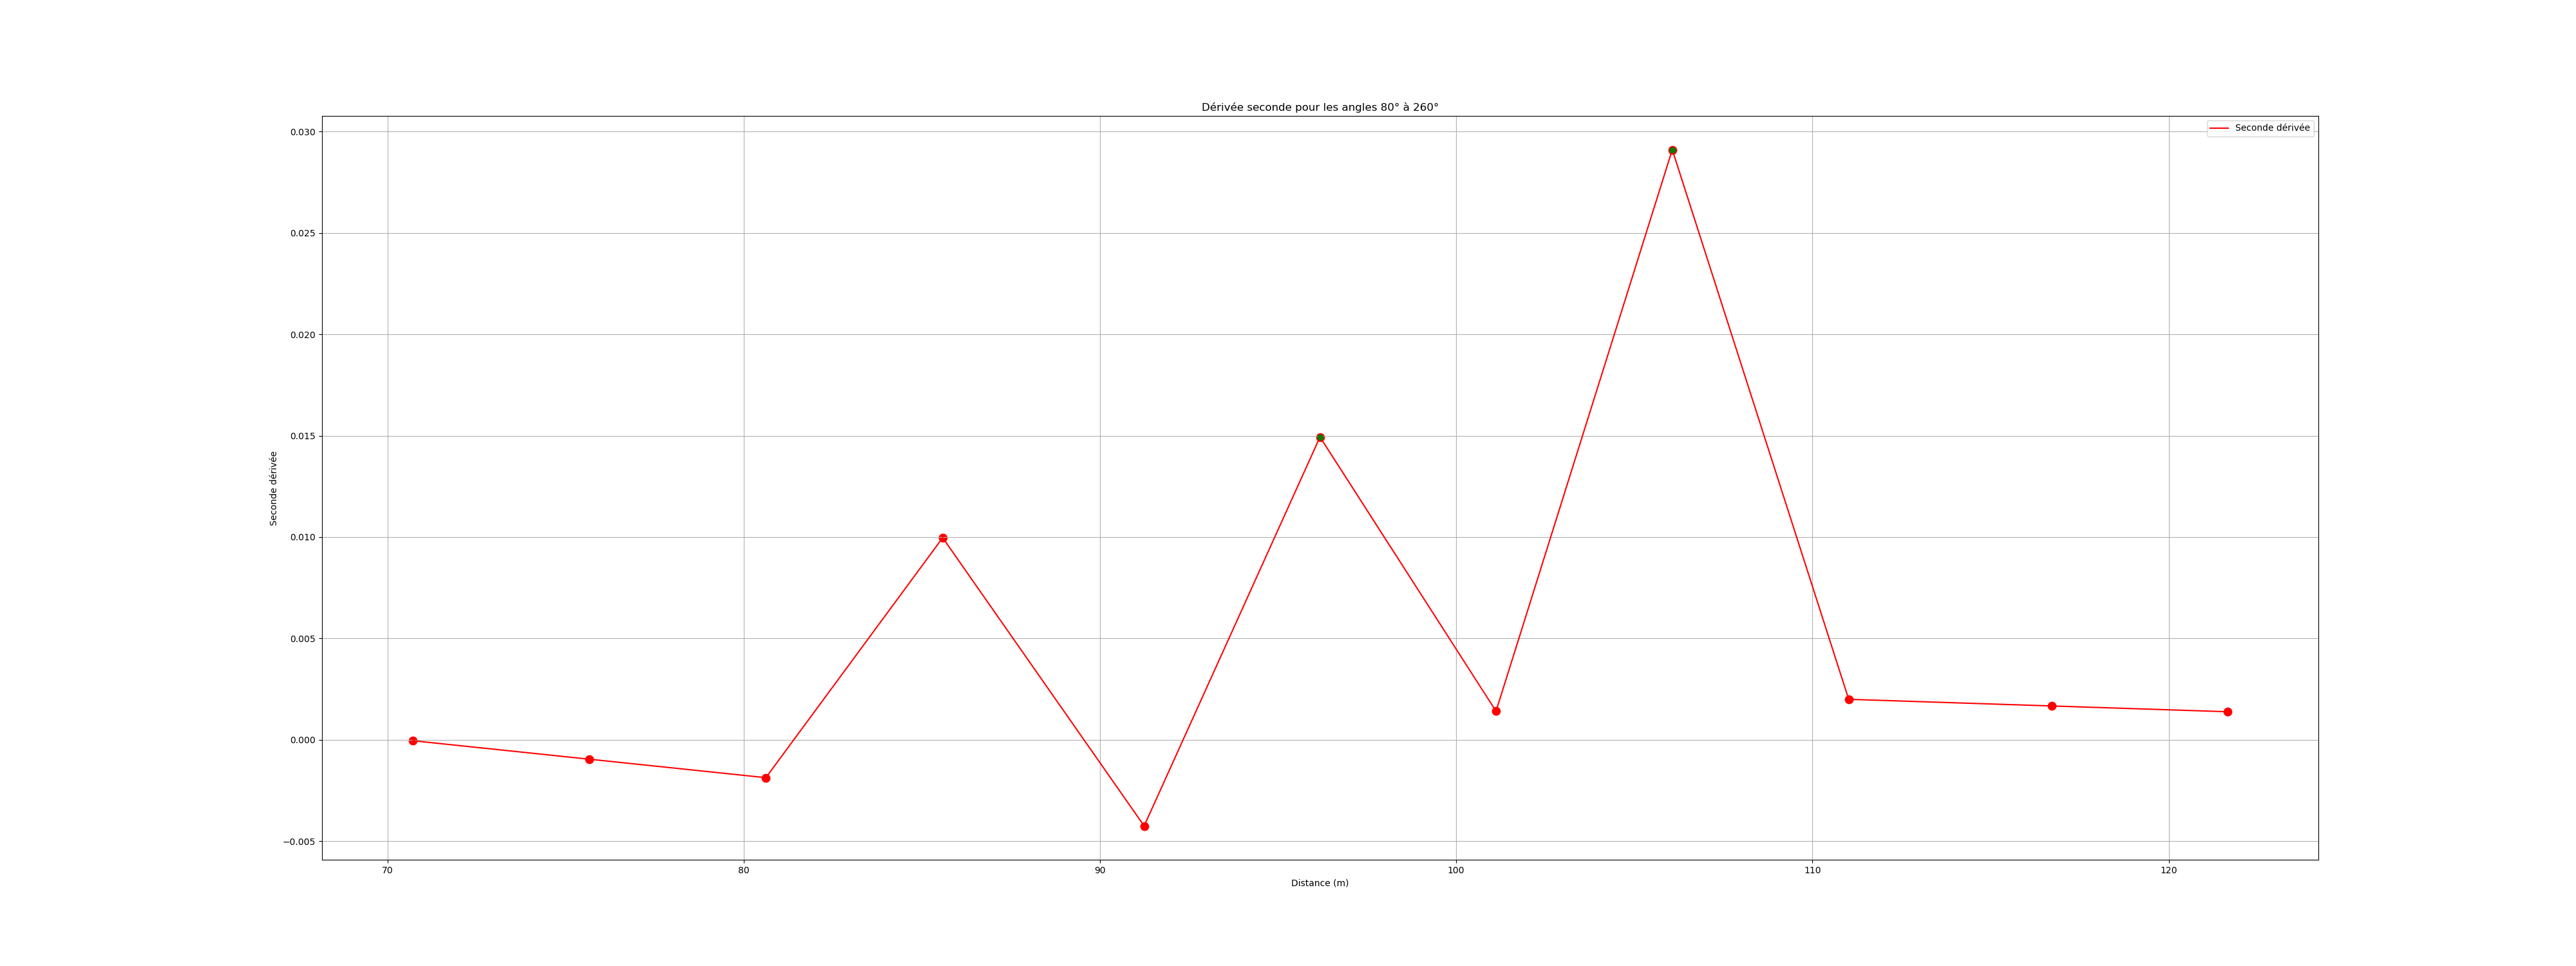 Dérivée seconde pour les angles 80° à 260°
Seconde dérivée
0.030
0.025
0.020
0.015
0.010
0.005
0.000
−0.005
Seconde dérivée
70 80 90 100 110 120
Distance (m)